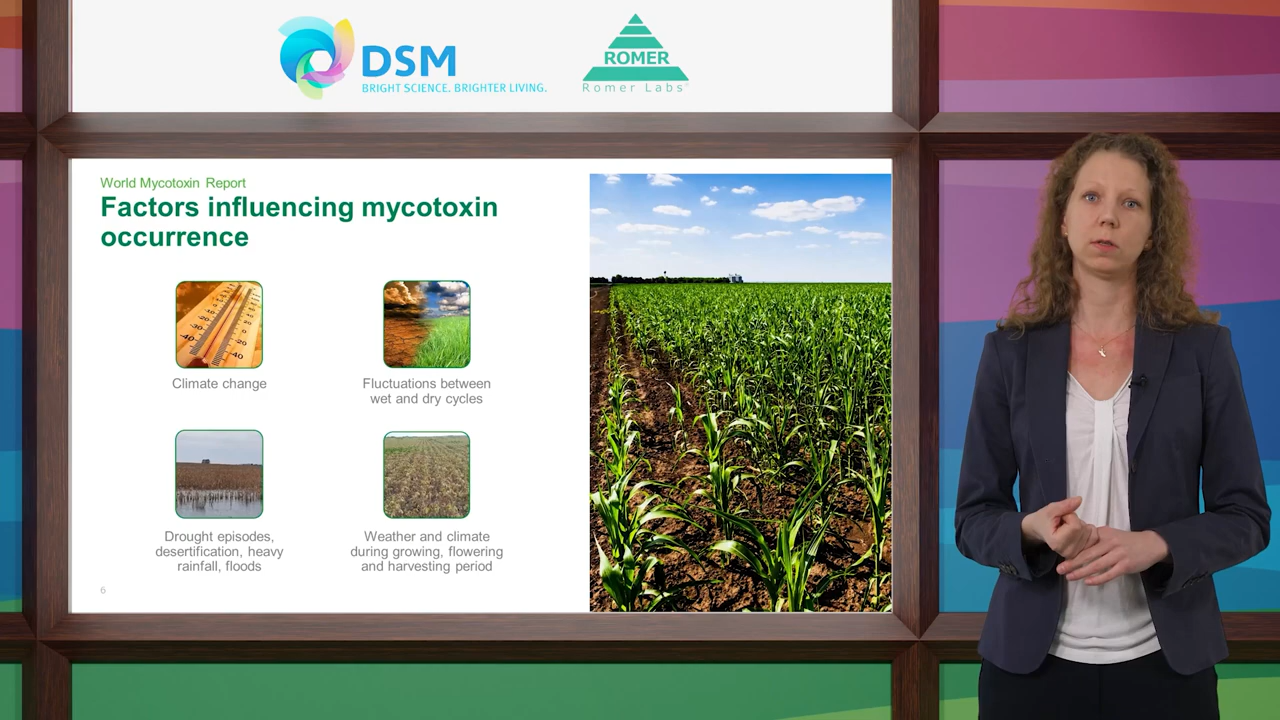 DSM
BRIGHT SCIENCE. BRIGHTER LIVING.
ROMER
Romer Labs®
World Mycotoxin Report
Factors influencing mycotoxin
occurrence
Climate change
Fluctuations between
wet and dry cycles
Drought episodes,
desertification, heavy
rainfall, floods
Weather and climate
during growing, flowering
and harvesting period
6